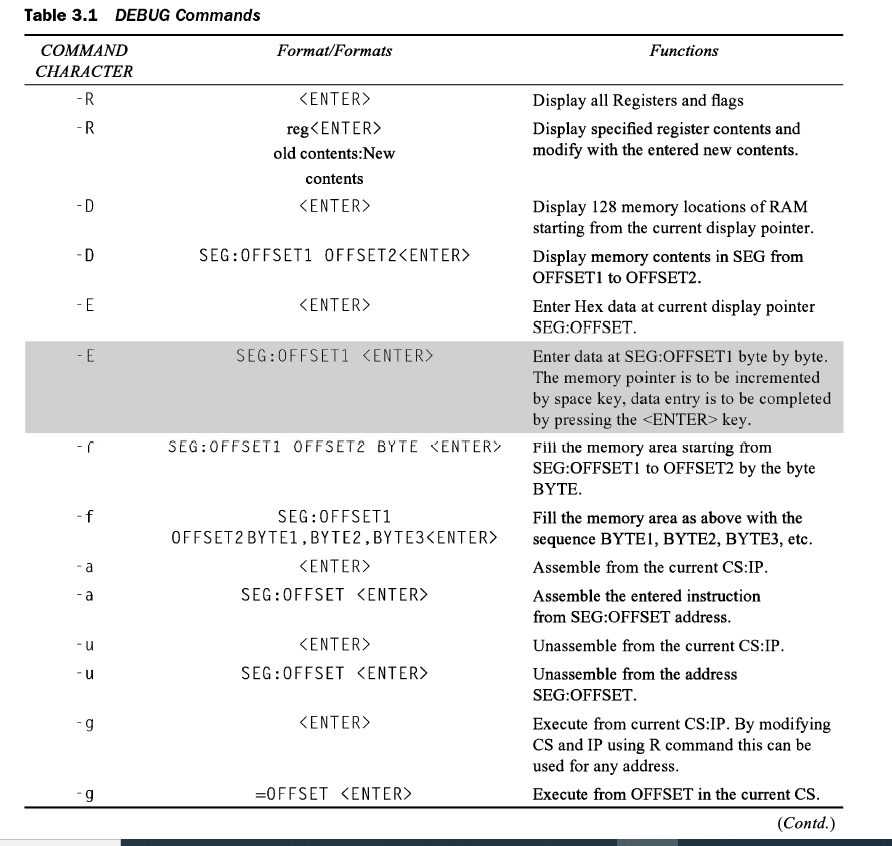 Table 3.1 DEBUG Commands
COMMAND Format/Formats Functions
CHARACTER
-R <ENTER> Display all Registers and flags
-R reg<ENTER> Display specified register contents and
old contents:New modify with the entered new contents.
contents
-D <ENTER> Display 128 memory locations of RAM
starting from the current display pointer.
-D SEG:OFFSET1 OFFSET2<ENTER> Display memory contents in SEG from
OFFSET1 to OFFSET2.
-E <ENTER> Enter Hex data at current display pointer
SEG:OFFSET.
-E SEG:OFFSET1 <ENTER> Enter data at SEG:OFFSET1 byte by byte.
The memory pointer is to be incremented
by space key, data entry is to be completed
by pressing the <ENTER> key.
-f SEG:OFFSET1 OFFSET2 BYTE <ENTER> Fill the memory area starting from
SEG:OFFSET1 to OFFSET2 by the byte
BYTE.
-f SEG:OFFSET1 Fill the memory area as above with the
OFFSET2BYTE1,BYTE2,BYTE3<ENTER> sequence BYTE1, BYTE2, BYTE3, etc.
-a <ENTER> Assemble from the current CS:IP.
-a SEG:OFFSET <ENTER> Assemble the entered instruction
from SEG:OFFSET address.
-u <ENTER> Unassemble from the current CS:IP.
-u SEG:OFFSET <ENTER> Unassemble from the address
SEG:OFFSET.
-g <ENTER> Execute from current CS:IP. By modifying
CS and IP using R command this can be
used for any address.
-g =OFFSET <ENTER> Execute from OFFSET in the current CS.
(Contd.)